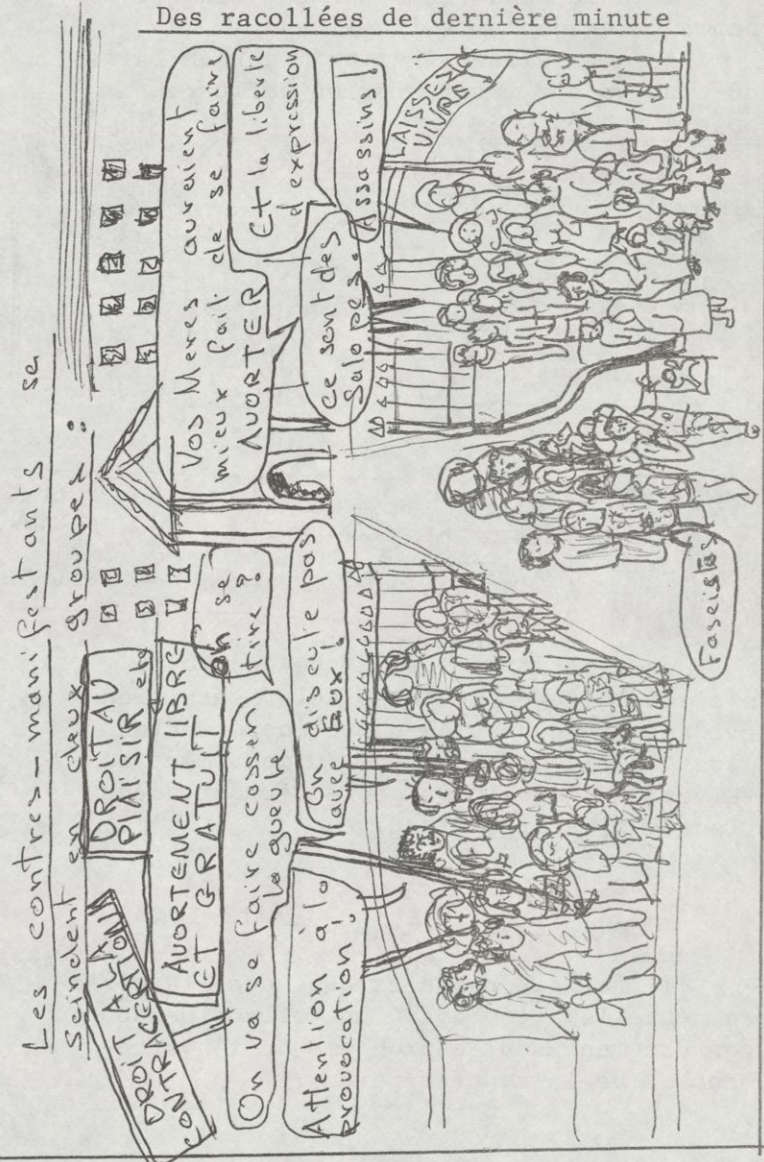 Des racollées de dernière minute
Les contres-manifestants se
scindent en deux groupes :
DROIT A LA
CONTRACEPTION
DROIT AU
PLAISIR etc
AVORTEMENT LIBRE
ET GRATUIT
On se
tire ?
On va se faire casser
la gueule
On discute pas
avec Eux !
Attention à la
provocation !
Vos Meres auraient
mieux fait de se faire
AVORTER
Et la liberte
d'expression
Ce sont des
Salopes !
Assassins !
LAISSEZ
VIVRE
Fascistes